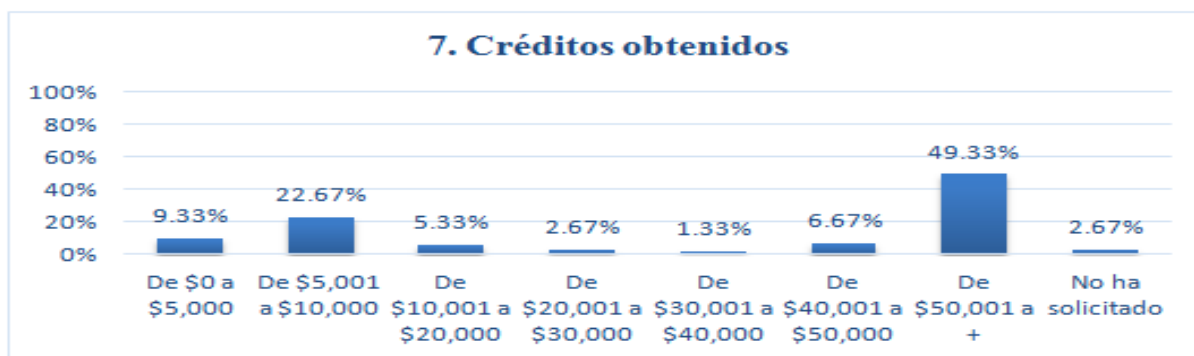 7. Créditos obtenidos
100%
80%
60%
40%
20%
0%
9.33%
22.67%
5.33%
2.67%
1.33%
6.67%
49.33%
2.67%
De $0 a
$5,000
De $5,001
a $10,000
De
$10,001 a
$20,000
De
$20,001 a
$30,000
De
$30,001 a
$40,000
De
$40,001 a
$50,000
De
$50,001 a
+
No ha
solicitado